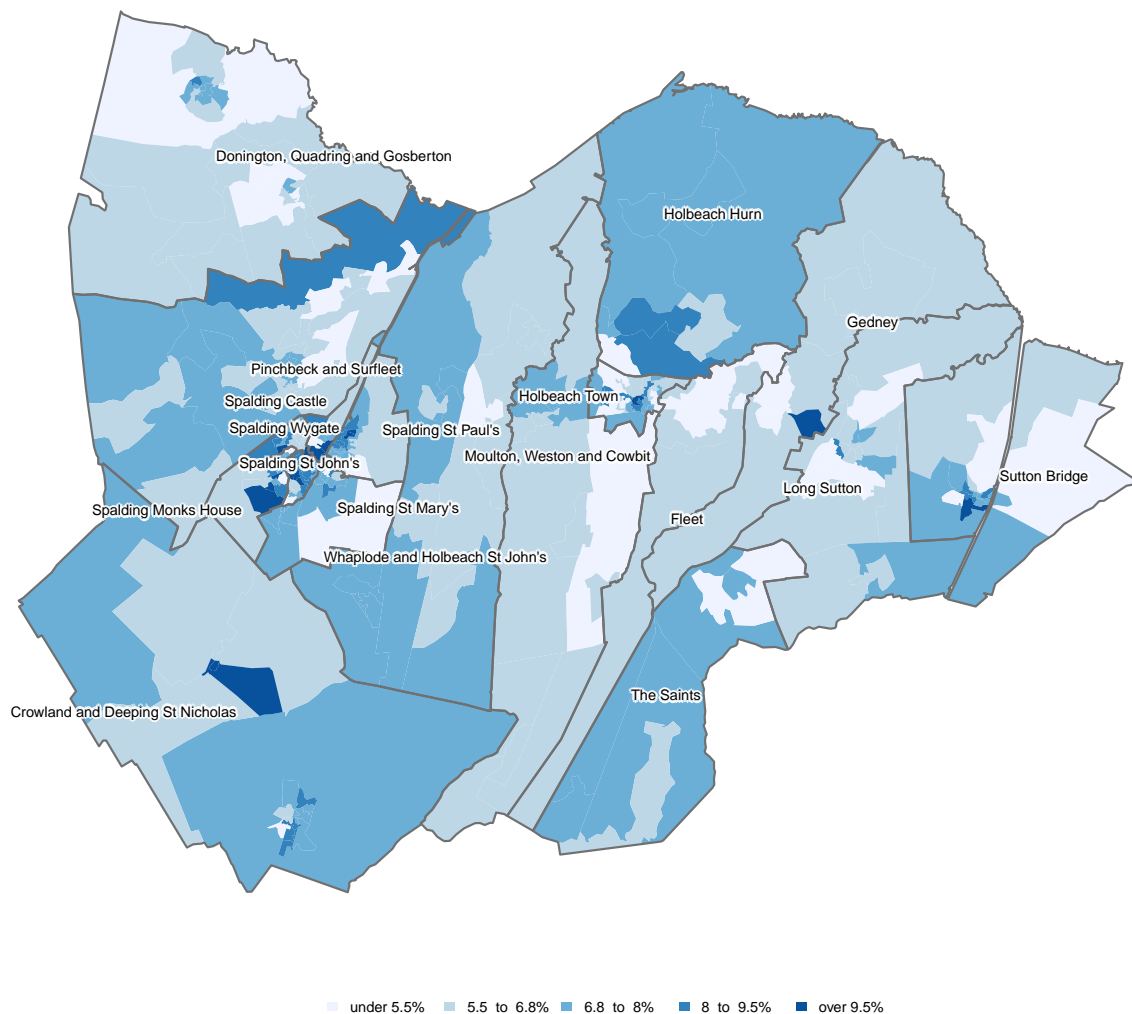 Donington, Quadring and Gosberton
Holbeach Hurn
Gedney
Pinchbeck and Surfleet
Spalding Castle
Holbeach Town
Spalding Wygate
Spalding St Paul's
Moulton, Weston and Cowbit
Spalding St John's
Sutton Bridge
Long Sutton
Spalding Monks House
Spalding St Mary's
Fleet
Whaplode and Holbeach St John's
The Saints
Crowland and Deeping St Nicholas
under 5.5% 5.5 to 6.8% 6.8 to 8% 8 to 9.5% over 9.5%